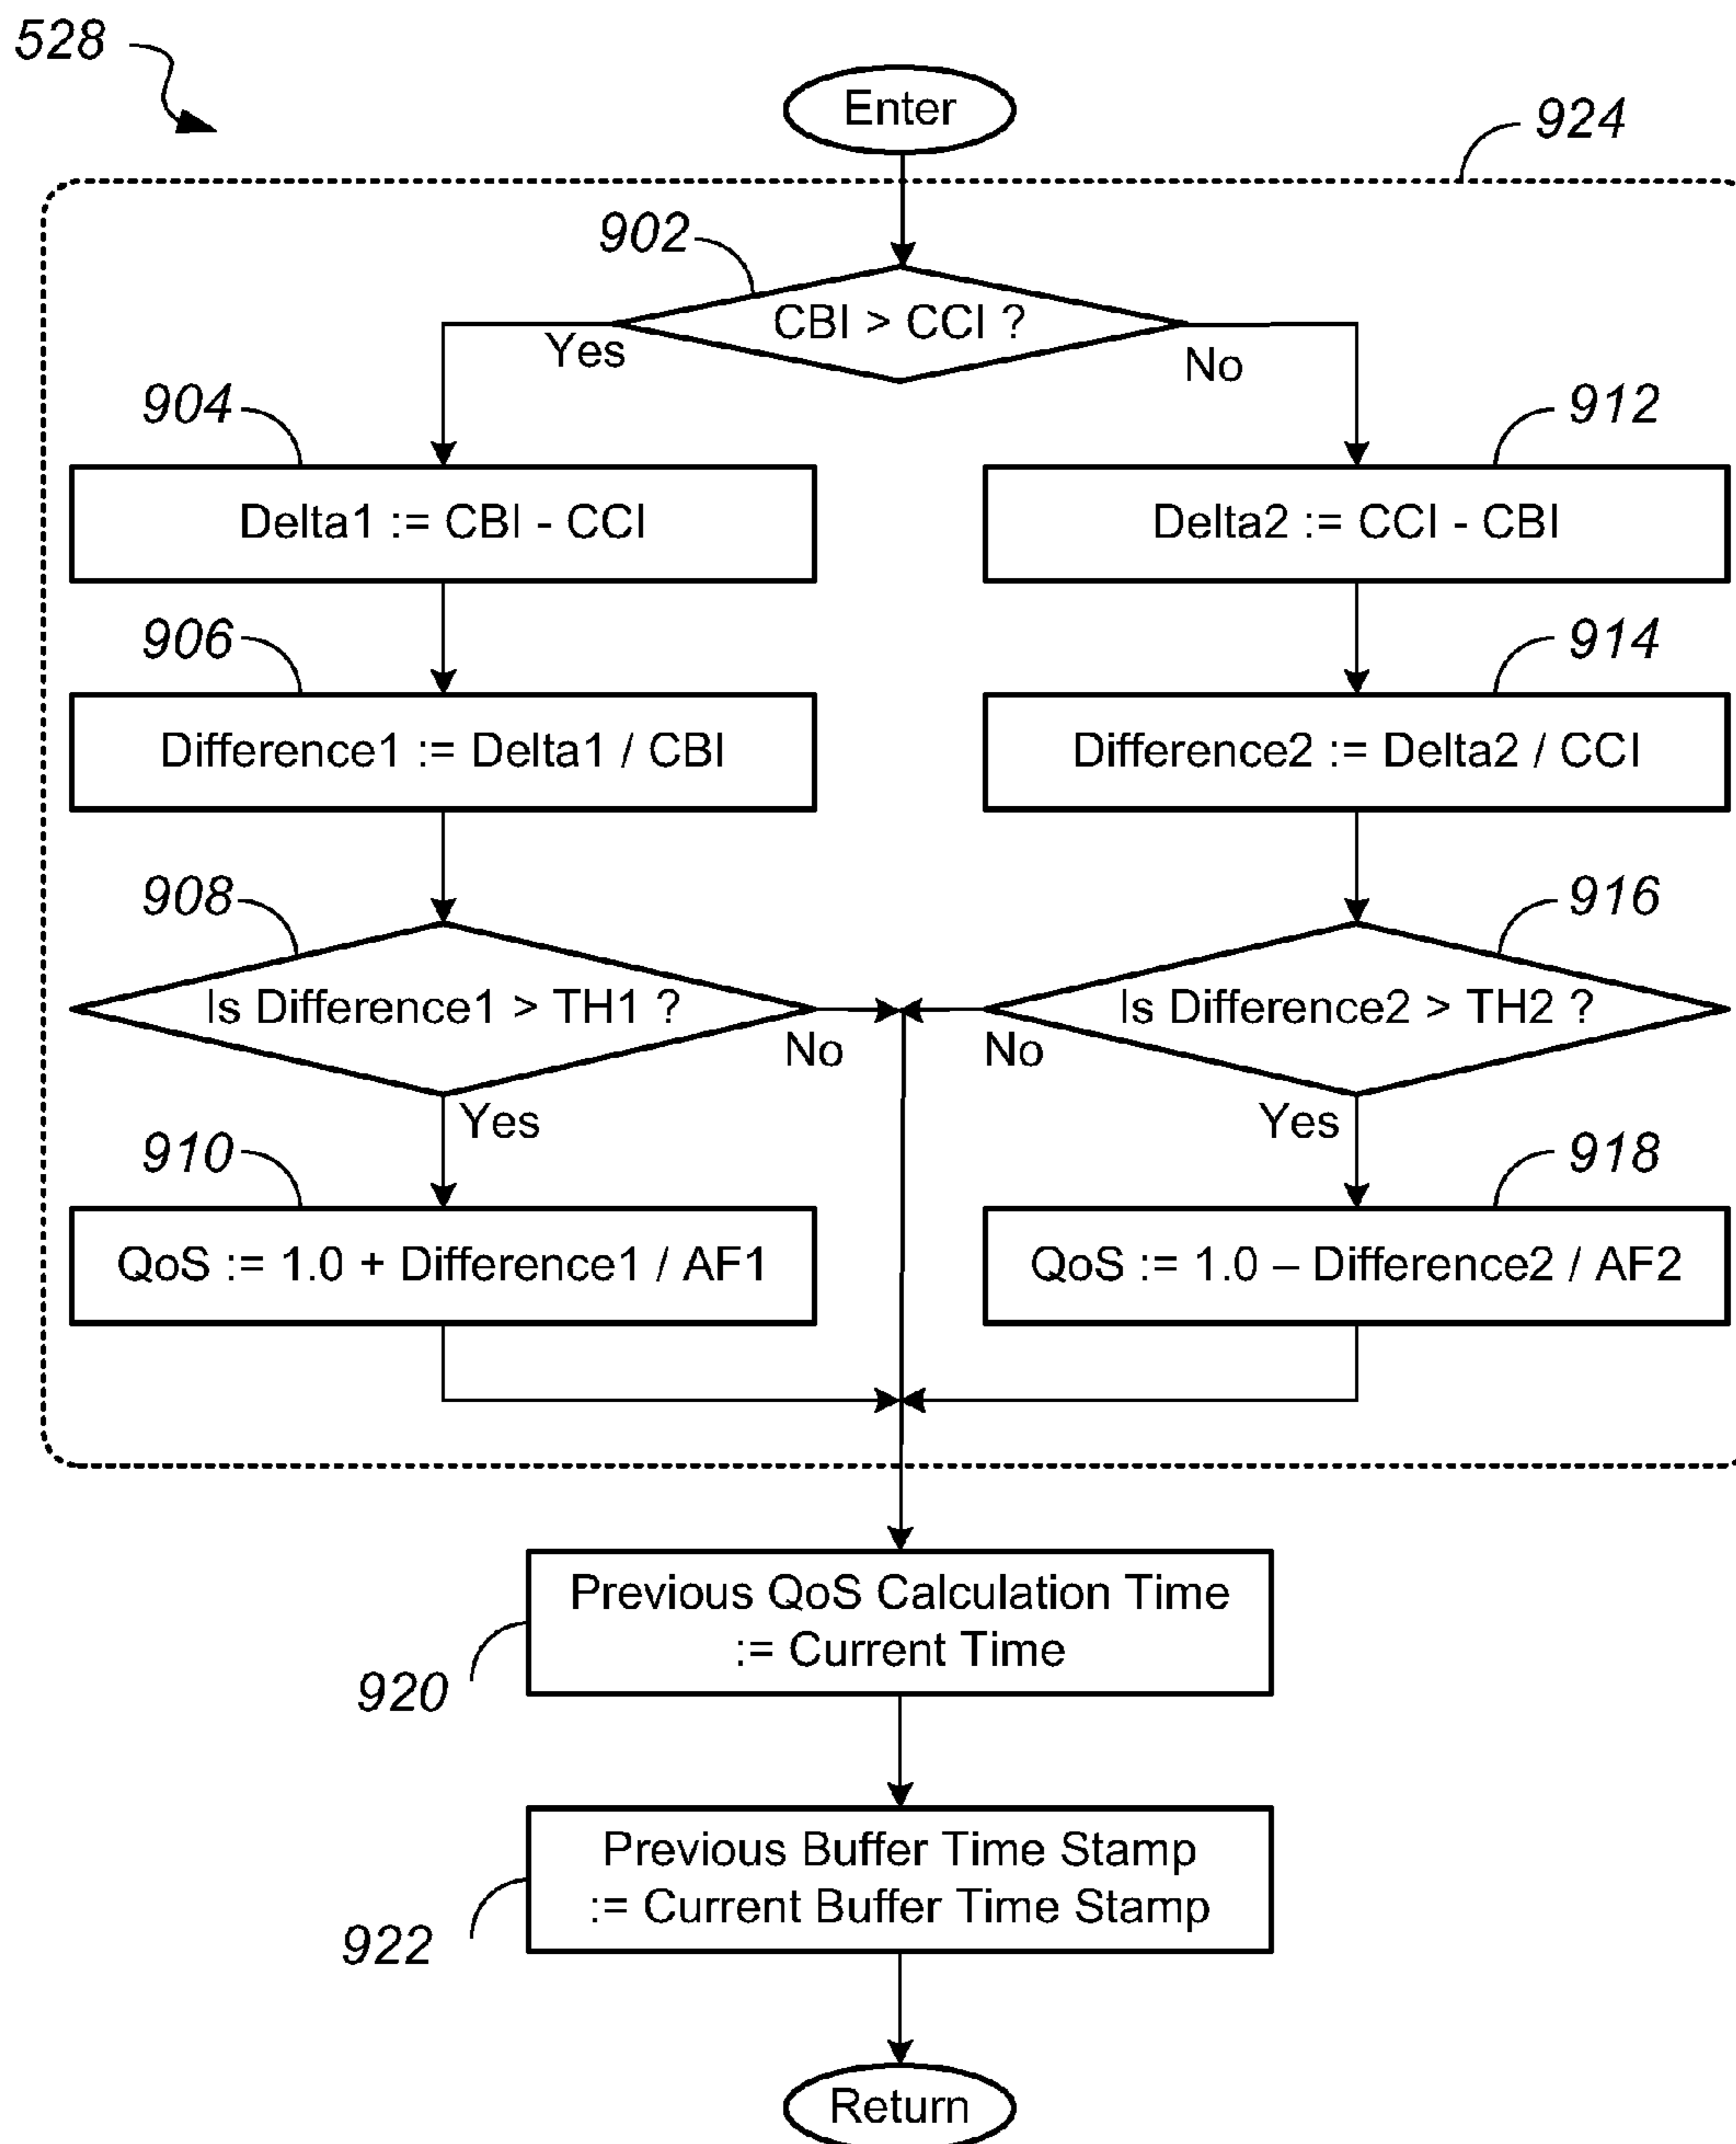 528
Enter
924
902
CBI > CCI ?
Yes
No
904
912
Delta1 := CBI - CCI
Delta2 := CCI - CBI
906
914
Difference1 := Delta1 / CBI
Difference2 := Delta2 / CCI
908
916
Is Difference1 > TH1 ?
Is Difference2 > TH2 ?
No
No
Yes
Yes
910
918
QoS := 1.0 + Difference1 / AF1
QoS := 1.0 – Difference2 / AF2
Previous QoS Calculation Time
:= Current Time
920
Previous Buffer Time Stamp
:= Current Buffer Time Stamp
922
Return